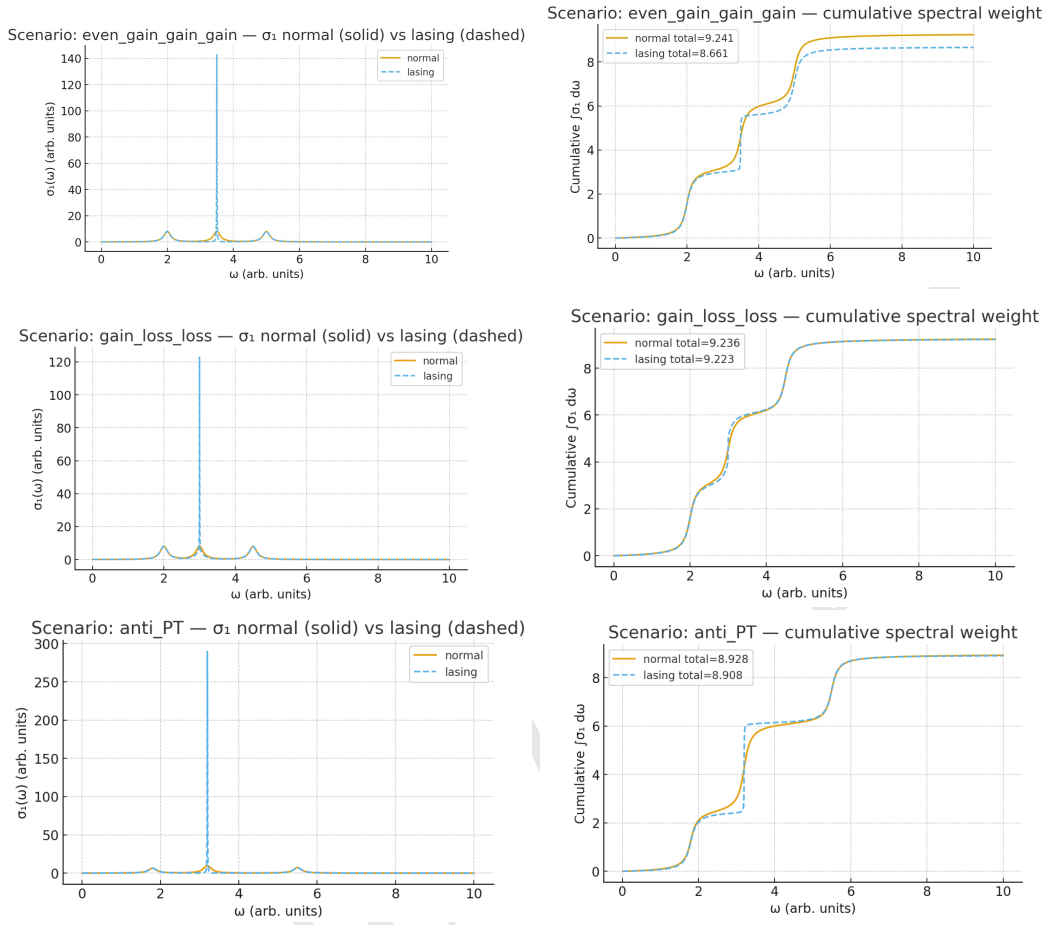 Scenario: even_gain_gain_gain — σ₁ normal (solid) vs lasing (dashed)
140
120
100
80
60
40
20
0
σ₁(ω) (arb. units)
normal
lasing
0 2 4 6 8 10
ω (arb. units)
Scenario: even_gain_gain_gain — cumulative spectral weight
normal total=9.241
lasing total=8.661
8
6
4
2
0
Cumulative ∫σ₁ dω
0 2 4 6 8 10
ω (arb. units)
Scenario: gain_loss_loss — σ₁ normal (solid) vs lasing (dashed)
120
100
80
60
40
20
0
σ₁(ω) (arb. units)
normal
lasing
0 2 4 6 8 10
ω (arb. units)
Scenario: gain_loss_loss — cumulative spectral weight
normal total=9.236
lasing total=9.223
8
6
4
2
0
Cumulative ∫σ₁ dω
0 2 4 6 8 10
ω (arb. units)
Scenario: anti_PT — σ₁ normal (solid) vs lasing (dashed)
300
250
200
150
100
50
0
σ₁(ω) (arb. units)
normal
lasing
0 2 4 6 8 10
ω (arb. units)
Scenario: anti_PT — cumulative spectral weight
normal total=8.928
lasing total=8.908
8
6
4
2
0
Cumulative ∫σ₁ dω
0 2 4 6 8 10
ω (arb. units)